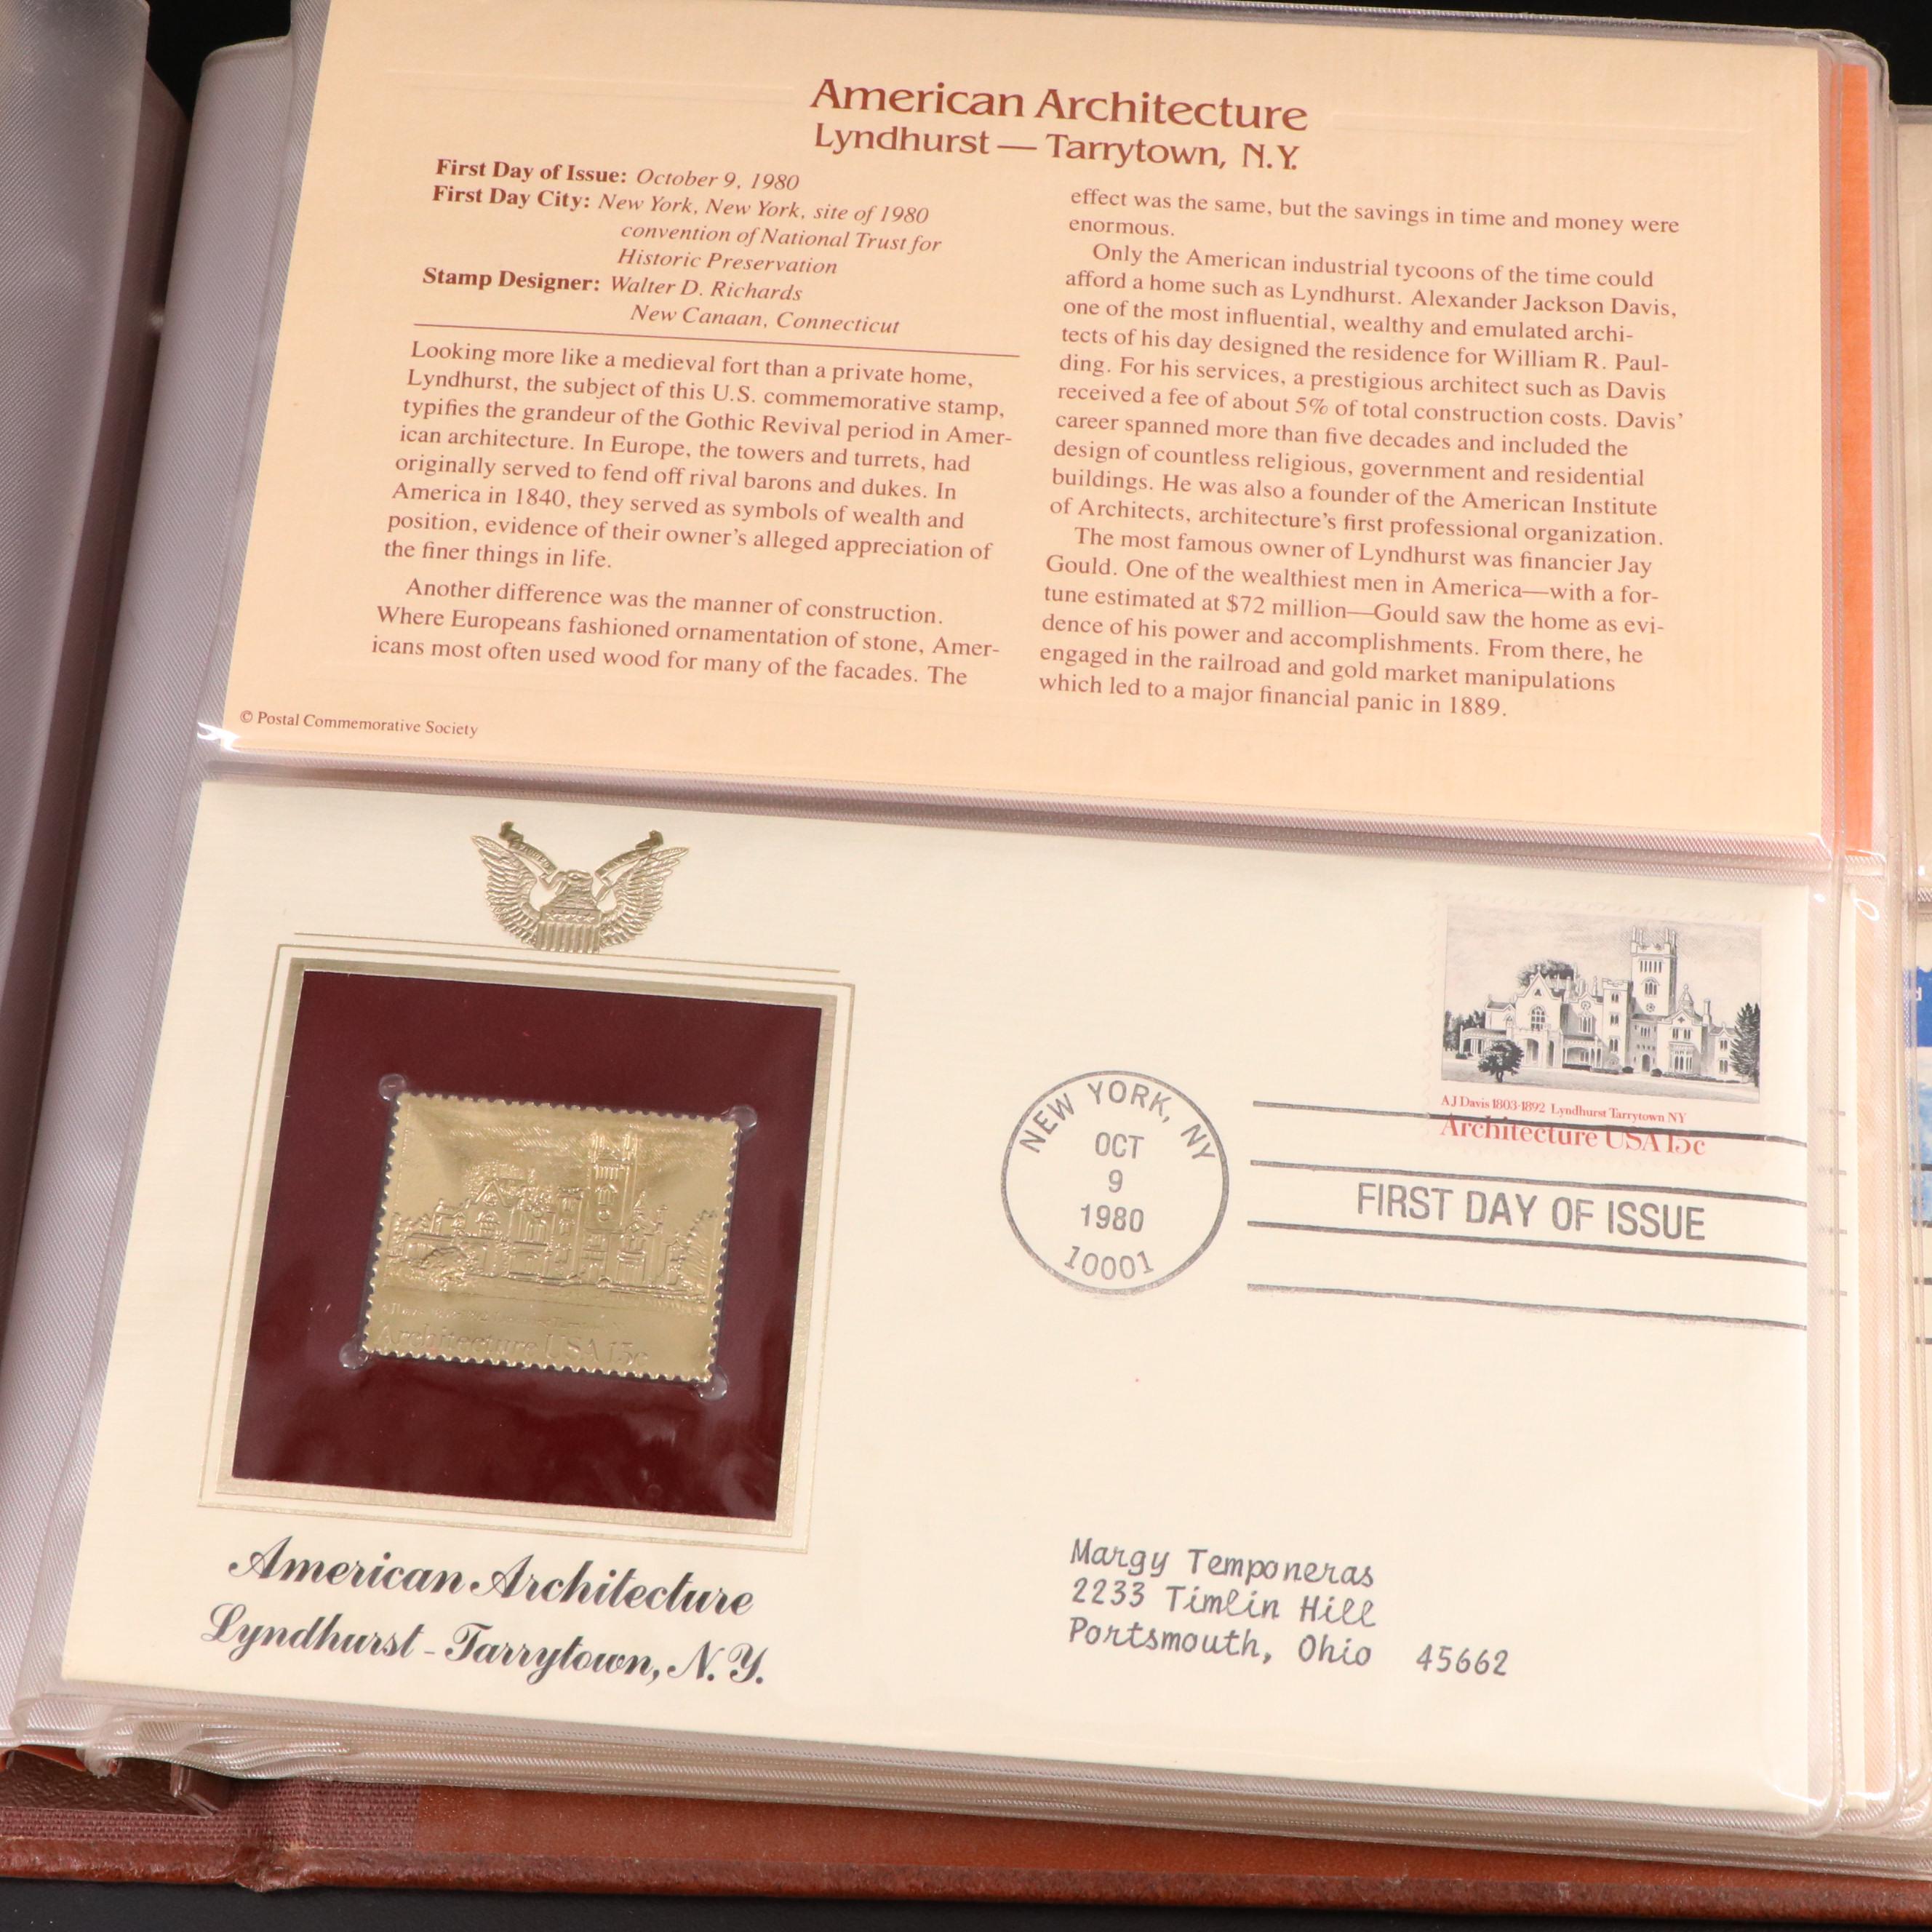 American Architecture
Lyndhurst — Tarrytown, N.Y.
First Day of Issue: October 9, 1980
First Day City: New York, New York, site of 1980
convention of National Trust for
Historic Preservation
Stamp Designer: Walter D. Richards
New Canaan, Connecticut
Looking more like a medieval fort than a private home,
Lyndhurst, the subject of this U.S. commemorative stamp,
typifies the grandeur of the Gothic Revival period in Amer-
ican architecture. In Europe, the towers and turrets, had
originally served to fend off rival barons and dukes. In
America in 1840, they served as symbols of wealth and
position, evidence of their owner's alleged appreciation of
the finer things in life.
Another difference was the manner of construction.
Where Europeans fashioned ornamentation of stone, Amer-
icans most often used wood for many of the facades. The
effect was the same, but the savings in time and money were
enormous.
Only the American industrial tycoons of the time could
afford a home such as Lyndhurst. Alexander Jackson Davis,
one of the most influential, wealthy and emulated archi-
tects of his day designed the residence for William R. Paul-
ding. For his services, a prestigious architect such as Davis
received a fee of about 5% of total construction costs. Davis'
career spanned more than five decades and included the
design of countless religious, government and residential
buildings. He was also a founder of the American Institute
of Architects, architecture's first professional organization.
The most famous owner of Lyndhurst was financier Jay
Gould. One of the wealthiest men in America—with a for-
tune estimated at $72 million—Gould saw the home as evi-
dence of his power and accomplishments. From there, he
engaged in the railroad and gold market manipulations
which led to a major financial panic in 1889.
© Postal Commemorative Society
AJ Davis 1803-1892 Lyndhurst Tarrytown NY
Architecture USA 15c
NEW YORK, NY
OCT
9
1980
10001
FIRST DAY OF ISSUE
Architecture USA 15c
American Architecture
Lyndhurst - Tarrytown, N.Y.
Margy Temponeras
2233 Timlin Hill
Portsmouth, Ohio 45662